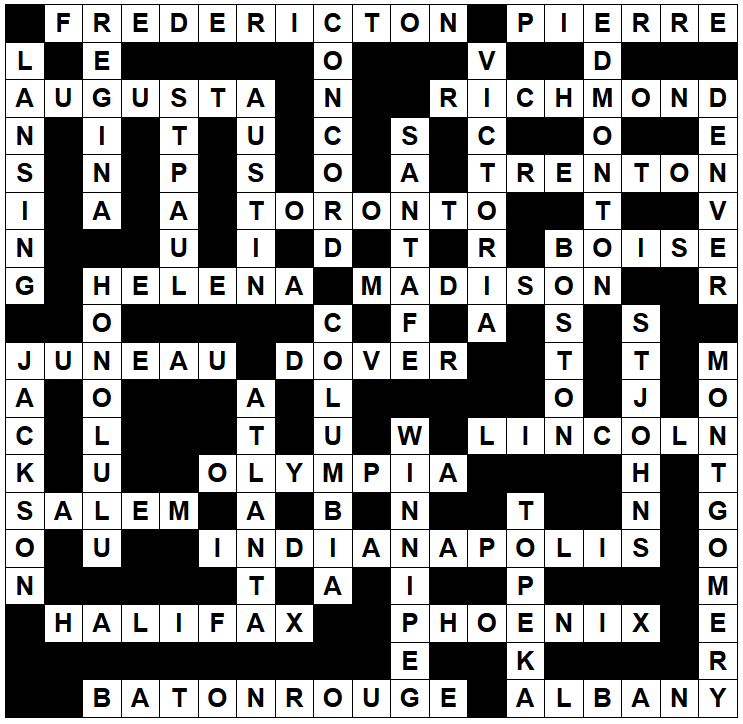 FREDERICTON PIERRE
L E O V D
AUGUSTA N RICHMOND
N I T U C S C O E
S N P S O A TRENTON
I A A TORONTO T V
N U I D T R BOISE
G HELENA MADISON R
O C F A S S
JUNEAU DOVER T T M
A O A L O J O
C L T U W LINCOLN
K U OLYMPIA H T
SALEM A B N T N G
O U INDIANAPOLIS O
N T A I P M
HALIFAX PHOENIX E
E K R
BATONROUGE ALBANY